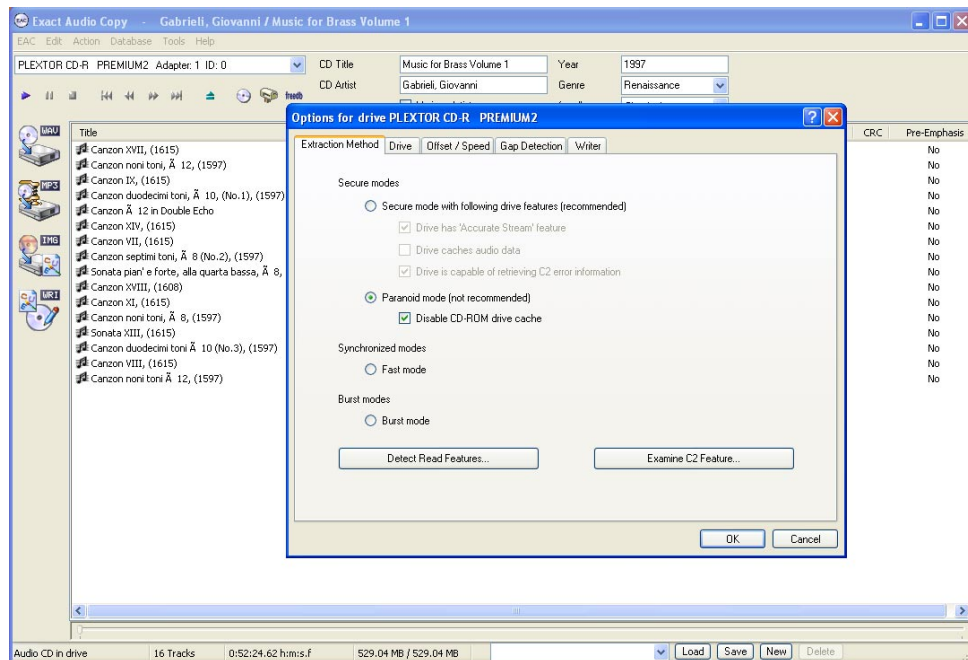 Exact Audio Copy - Gabrieli, Giovanni / Music for Brass Volume 1
EAC Edit Action Database Tools Help
PLEXTOR CD-R PREMIUM2 Adapter: 1 ID: 0
CD Title Music for Brass Volume 1 Year 1997
CD Artist Gabrieli, Giovanni Genre Renaissance
freedb
Options for drive PLEXTOR CD-R PREMIUM2
Extraction Method Drive Offset / Speed Gap Detection Writer
Secure modes
Secure mode with following drive features (recommended)
Drive has 'Accurate Stream' feature
Drive caches audio data
Drive is capable of retrieving C2 error information
Paranoid mode (not recommended)
Disable CD-ROM drive cache
Synchronized modes
Fast mode
Burst modes
Burst mode
Detect Read Features... Examine C2 Feature...
OK Cancel
WAV
MP3
IMG
WRI
Title CRC Pre-Emphasis
Canzon XVII, (1615) No
Canzon noni toni, Ã 12, (1597) No
Canzon IX, (1615) No
Canzon duodecimi toni, Ã 10, (No.1), (1597) No
Canzon Ã 12 in Double Echo No
Canzon XIV, (1615) No
Canzon VII, (1615) No
Canzon septimi toni, Ã 8 (No.2), (1597) No
Sonata pian' e forte, alla quarta bassa, Ã 8, No
Canzon XVIII, (1608) No
Canzon XI, (1615) No
Canzon noni toni, Ã 8, (1597) No
Sonata XIII, (1615) No
Canzon duodecimi toni Ã 10 (No.3), (1597) No
Canzon VIII, (1615) No
Canzon noni toni Ã 12, (1597) No
Audio CD in drive 16 Tracks 0:52:24.62 h:m:s.f 529.04 MB / 529.04 MB Load Save New Delete